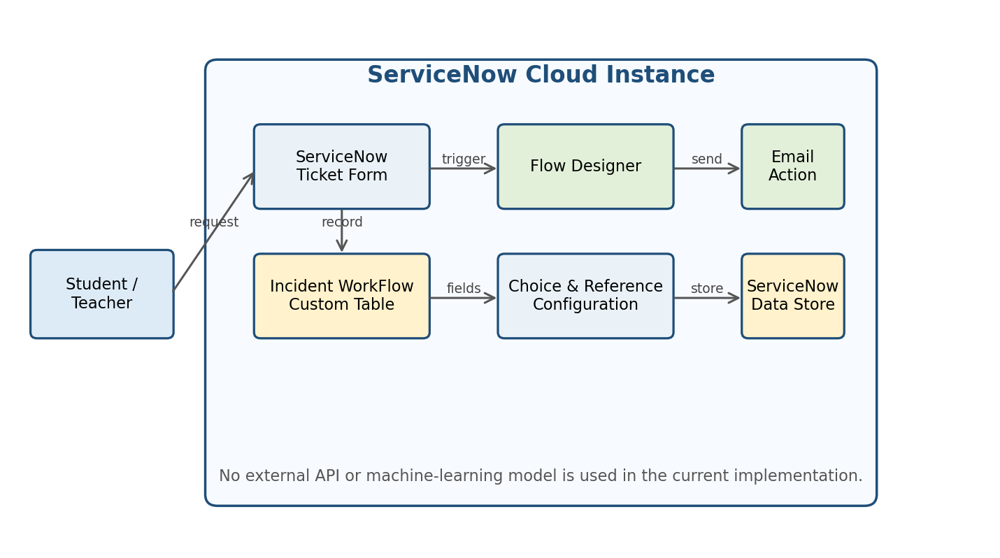 ServiceNow Cloud Instance
ServiceNow
Ticket Form
trigger
Flow Designer
send
Email
Action
request
record
Student /
Teacher
Incident WorkFlow
Custom Table
fields
Choice & Reference
Configuration
store
ServiceNow
Data Store
No external API or machine-learning model is used in the current implementation.